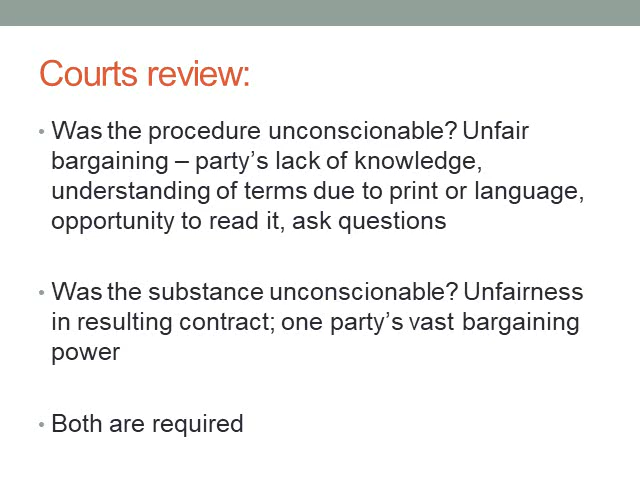 Courts review:
• Was the procedure unconscionable? Unfair
bargaining – party’s lack of knowledge,
understanding of terms due to print or language,
opportunity to read it, ask questions
• Was the substance unconscionable? Unfairness
in resulting contract; one party’s vast bargaining
power
• Both are required